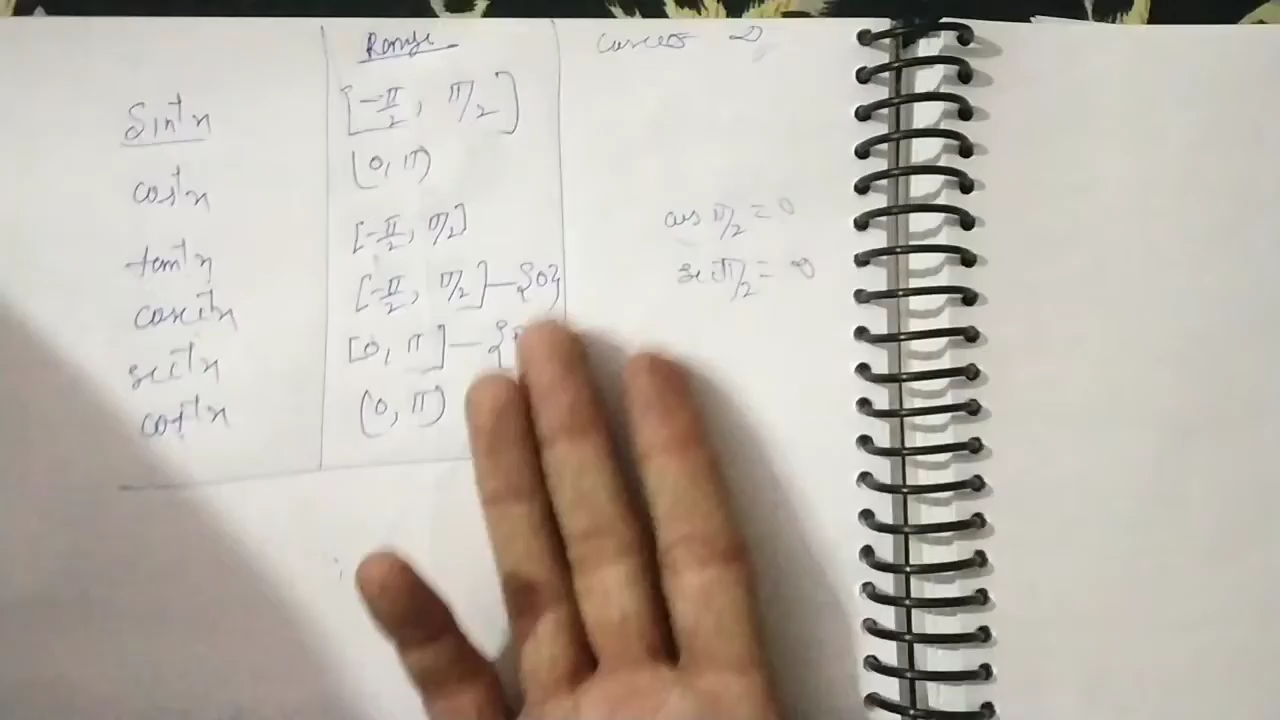 Range
Sin⁻¹x [-π/2, π/2]
cos⁻¹x (0, π)
tan⁻¹x [-π/2, π/2]
cosec⁻¹x [-π/2, π/2] - {0}
sec⁻¹x [0, π] - {
cot⁻¹x (0, π)
cos π/2 = 0
sec π/2 = ∞